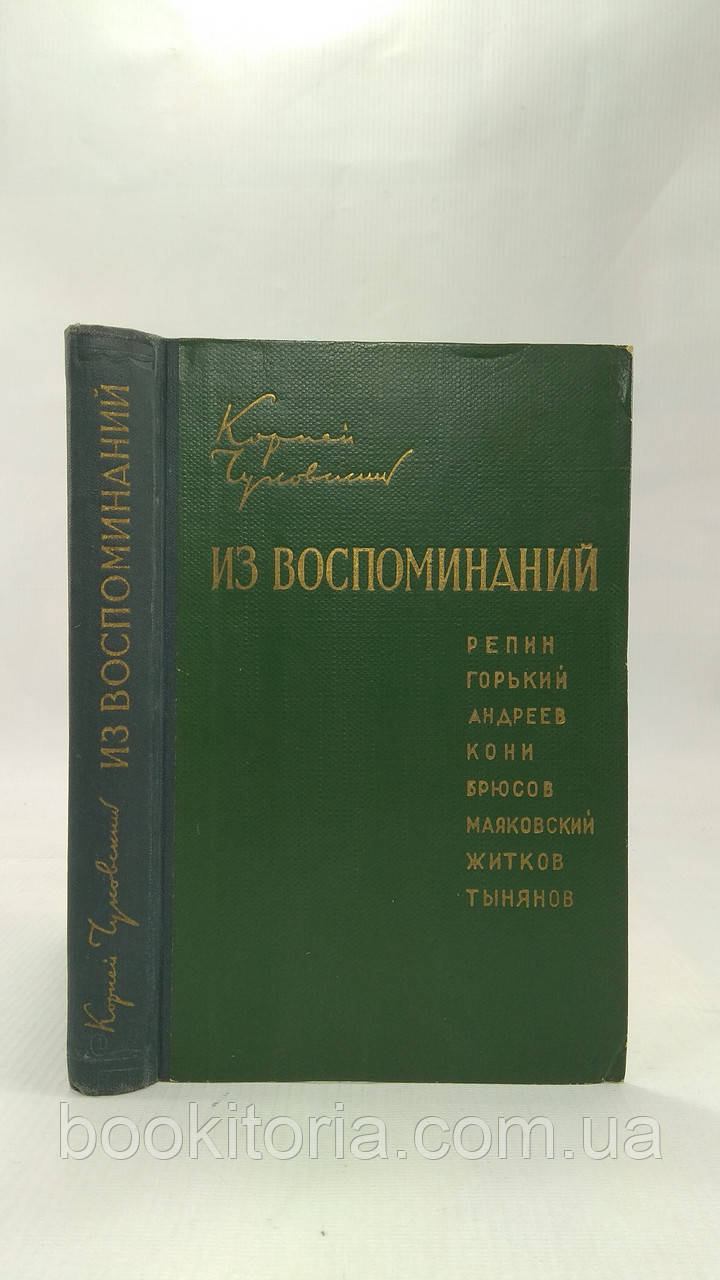 Корней
Чуковский
ИЗ ВОСПОМИНАНИЙ
РЕПИН
ГОРЬКИЙ
АНДРЕЕВ
КОНИ
БРЮСОВ
МАЯКОВСКИЙ
ЖИТКОВ
ТЫНЯНОВ
Корней Чуковский ИЗ ВОСПОМИНАНИЙ
bookitoria.com.ua